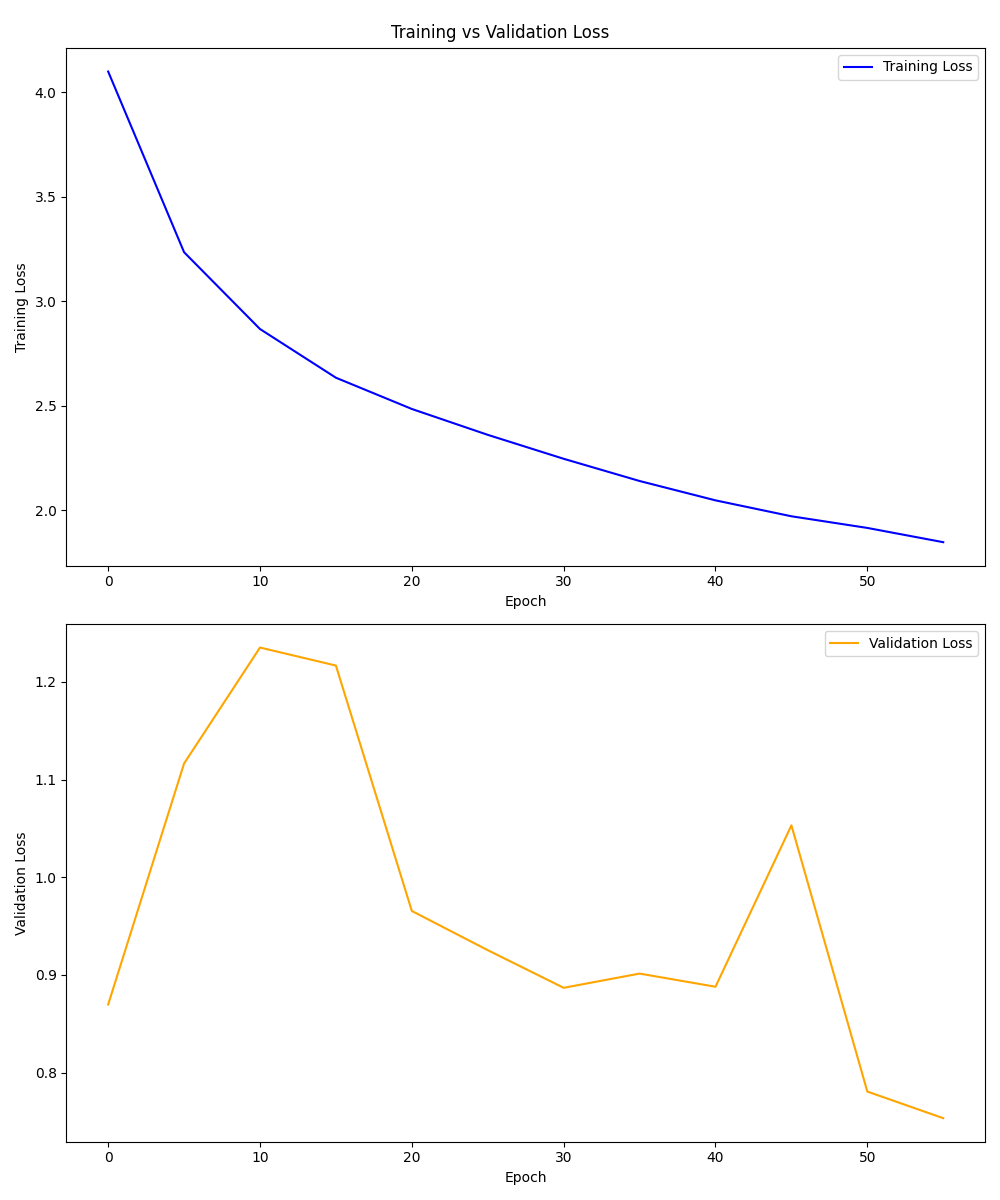 Training vs Validation Loss
Training Loss
4.0
3.5
3.0
2.5
2.0
Training Loss
0 10 20 30 40 50
Epoch
Validation Loss
1.2
1.1
1.0
0.9
0.8
Validation Loss
0 10 20 30 40 50
Epoch